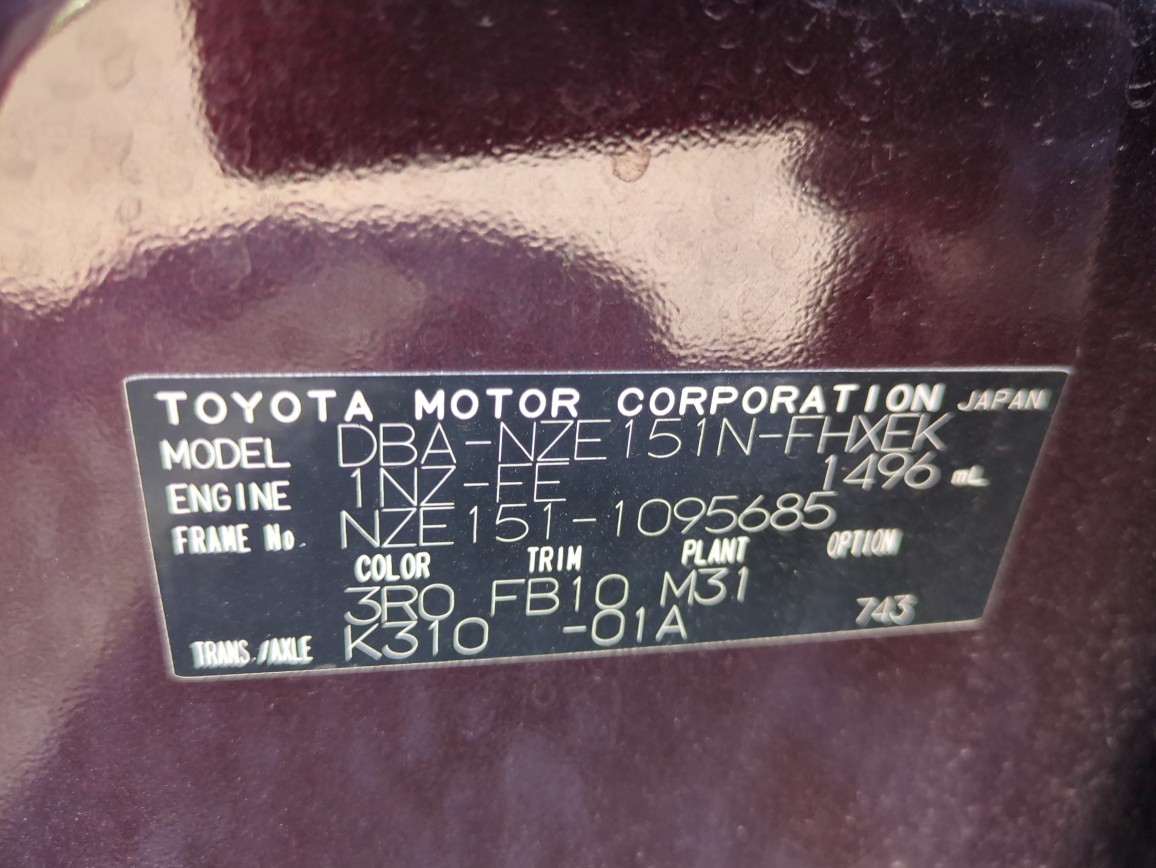 TOYOTA MOTOR CORPORATION JAPAN
MODEL DBA-NZE151N-FHXEK
ENGINE 1NZ-FE 1496 mL
FRAME No. NZE151-1095685
COLOR TRIM PLANT OPTION
3R0 FB10 M31
TRANS./AXLE K310 -01A 743